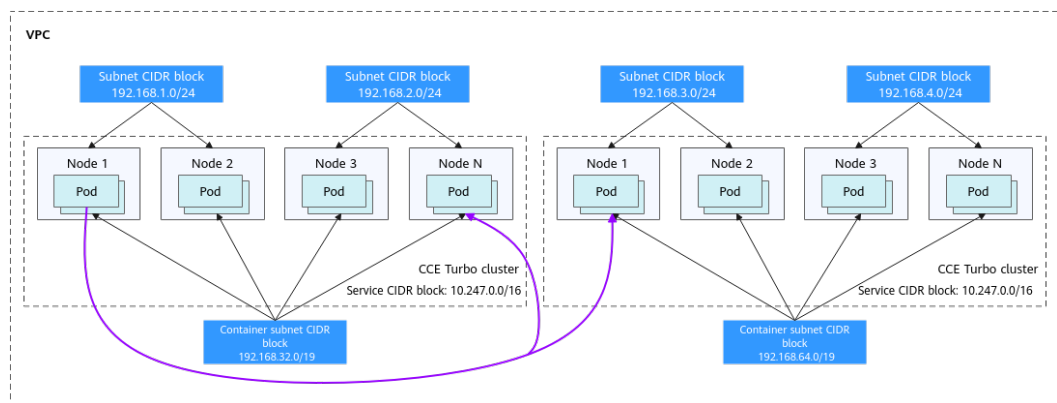 VPC
Subnet CIDR block
192.168.1.0/24
Subnet CIDR block
192.168.2.0/24
Subnet CIDR block
192.168.3.0/24
Subnet CIDR block
192.168.4.0/24
Node 1
Node 2
Node 3
Node N
Node 1
Node 2
Node 3
Node N
Pod
Pod
Pod
Pod
Pod
Pod
Pod
Pod
CCE Turbo cluster
Service CIDR block: 10.247.0.0/16
CCE Turbo cluster
Service CIDR block: 10.247.0.0/16
Container subnet CIDR
block
192.168.32.0/19
Container subnet CIDR
block
192.168.64.0/19